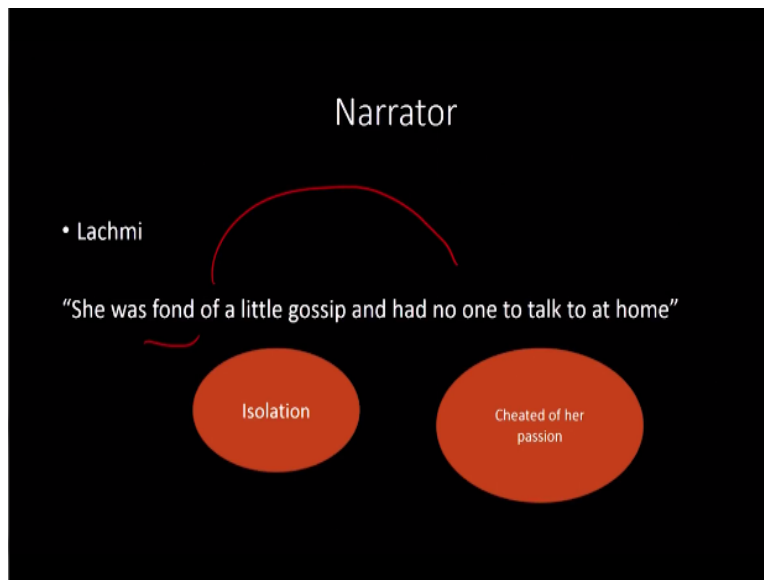 Narrator
• Lachmi
“She was fond of a little gossip and had no one to talk to at home”
Isolation
Cheated of her
passion